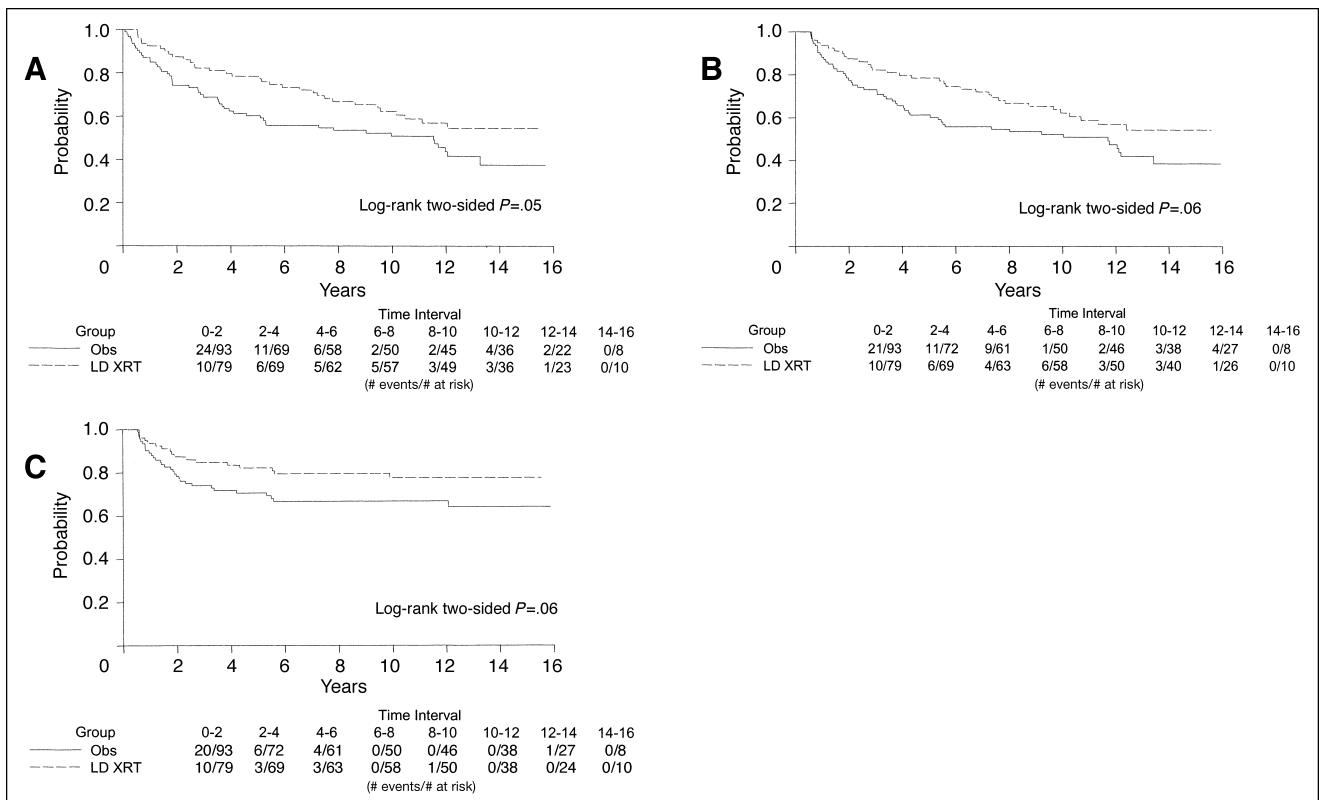 A
1.0
0.8
0.6
0.4
0.2
Probability
Log-rank two-sided P=.05
0 2 4 6 8 10 12 14 16
Years
Time Interval
Group 0-2 2-4 4-6 6-8 8-10 10-12 12-14 14-16
Obs 24/93 11/69 6/58 2/50 2/45 4/36 2/22 0/8
LD XRT 10/79 6/69 5/62 5/57 3/49 3/36 1/23 0/10
(# events/# at risk)
B
1.0
0.8
0.6
0.4
0.2
Probability
Log-rank two-sided P=.06
0 2 4 6 8 10 12 14 16
Years
Time Interval
Group 0-2 2-4 4-6 6-8 8-10 10-12 12-14 14-16
Obs 21/93 11/72 9/61 1/50 2/46 3/38 4/27 0/8
LD XRT 10/79 6/69 4/63 6/58 3/50 3/40 1/26 0/10
(# events/# at risk)
C
1.0
0.8
0.6
0.4
0.2
Probability
Log-rank two-sided P=.06
0 2 4 6 8 10 12 14 16
Years
Time Interval
Group 0-2 2-4 4-6 6-8 8-10 10-12 12-14 14-16
Obs 20/93 6/72 4/61 0/50 0/46 0/38 1/27 0/8
LD XRT 10/79 3/69 3/63 0/58 1/50 0/38 0/24 0/10
(# events/# at risk)